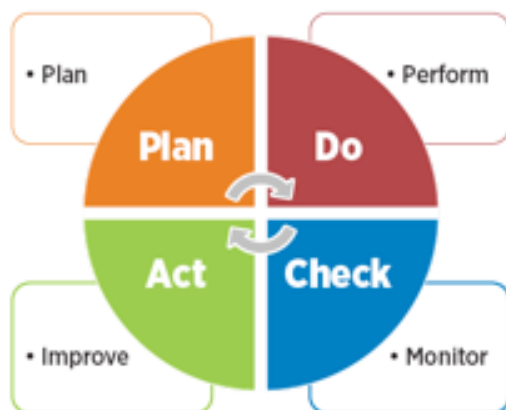 • Plan
• Perform
Plan
Do
Act
Check
• Improve
• Monitor